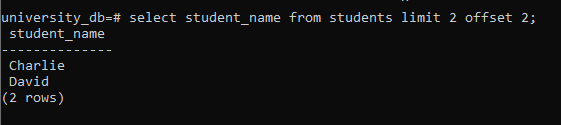 university_db=# select student_name from students limit 2 offset 2;
 student_name
--------------
 Charlie
 David
(2 rows)